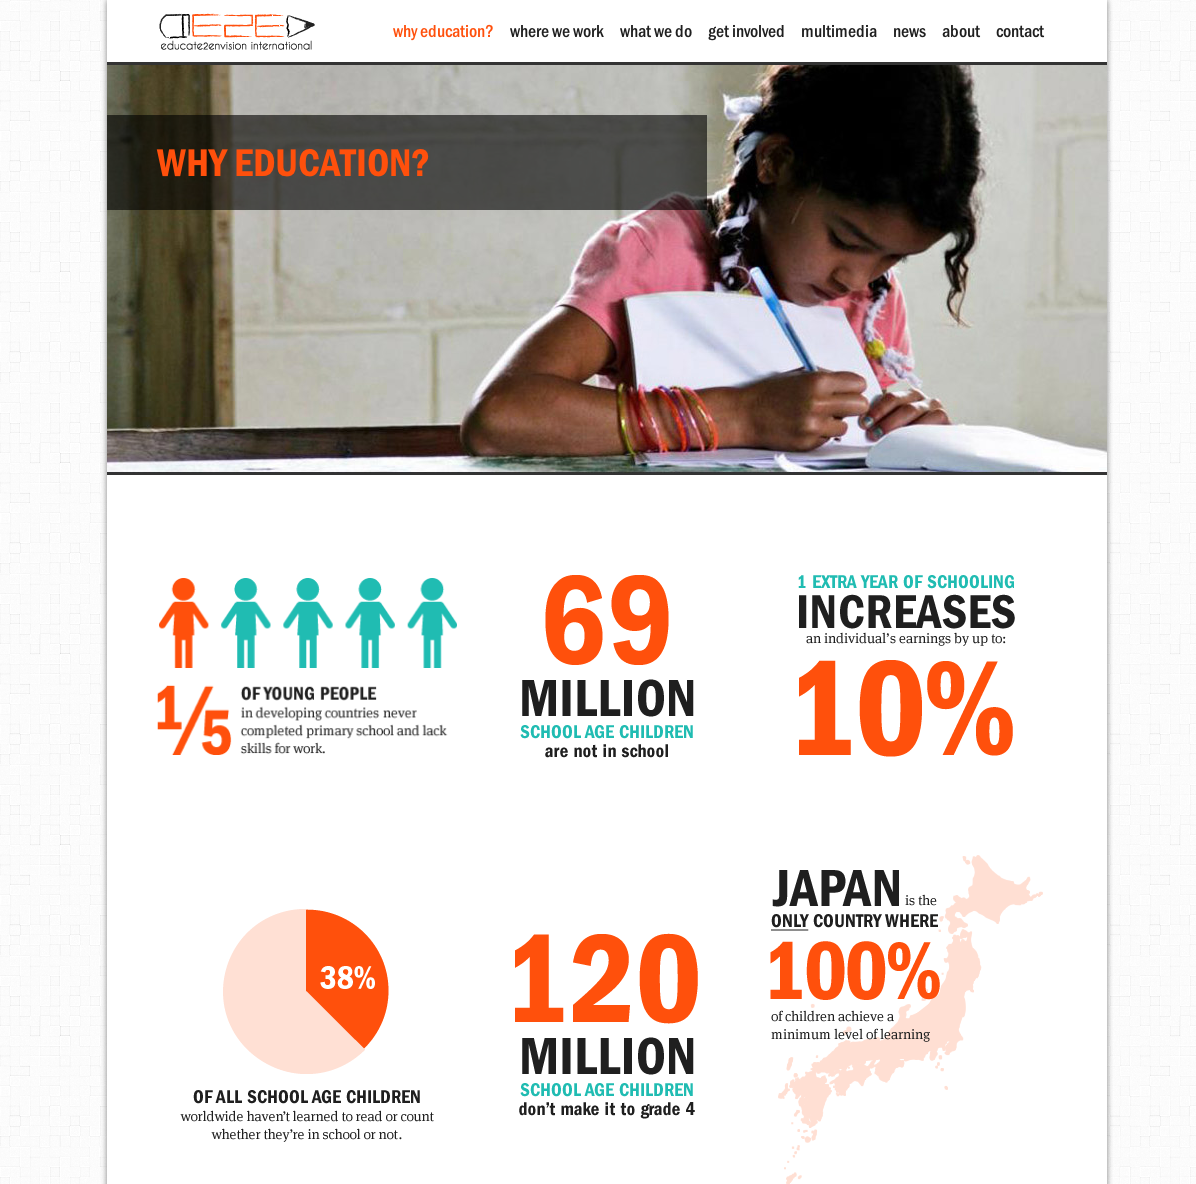 educate2envision international
why education? where we work what we do get involved multimedia news about contact
WHY EDUCATION?
1/5
OF YOUNG PEOPLE
in developing countries never
completed primary school and lack
skills for work.
69
MILLION
SCHOOL AGE CHILDREN
are not in school
1 EXTRA YEAR OF SCHOOLING
INCREASES
an individual's earnings by up to:
10%
38%
OF ALL SCHOOL AGE CHILDREN
worldwide haven't learned to read or count
whether they're in school or not.
120
MILLION
SCHOOL AGE CHILDREN
don't make it to grade 4
JAPAN is the
ONLY COUNTRY WHERE
100%
of children achieve a
minimum level of learning